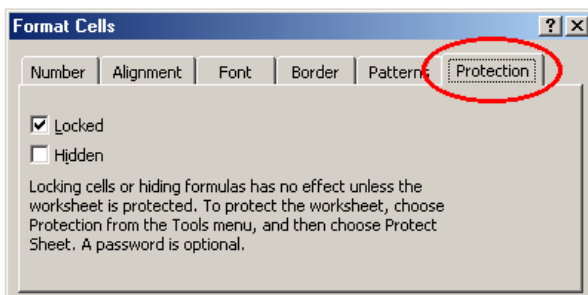 Format Cells
Number Alignment Font Border Patterns Protection
Locked
Hidden
Locking cells or hiding formulas has no effect unless the
worksheet is protected. To protect the worksheet, choose
Protection from the Tools menu, and then choose Protect
Sheet. A password is optional.